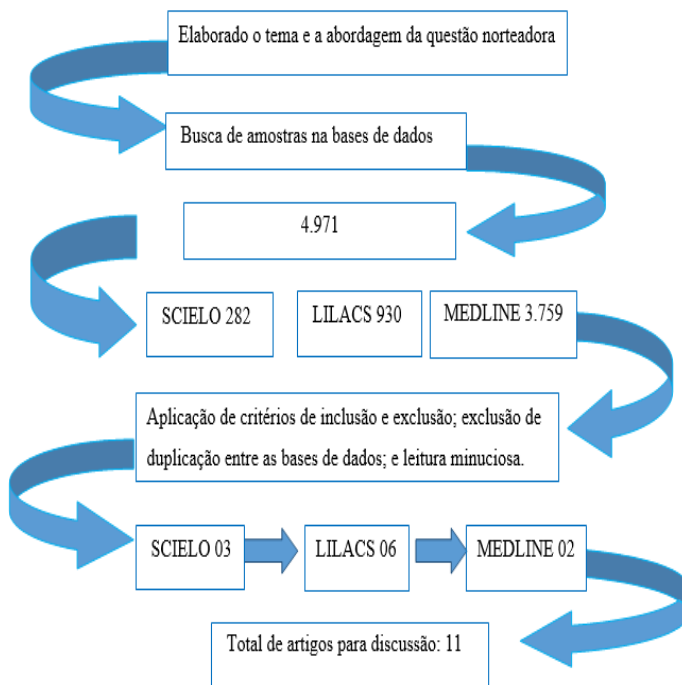 Elaborado o tema e a abordagem da questão norteadora
Busca de amostras na bases de dados
4.971
SCIELO 282
LILACS 930
MEDLINE 3.759
Aplicação de critérios de inclusão e exclusão; exclusão de
duplicação entre as bases de dados; e leitura minuciosa.
SCIELO 03
LILACS 06
MEDLINE 02
Total de artigos para discussão: 11